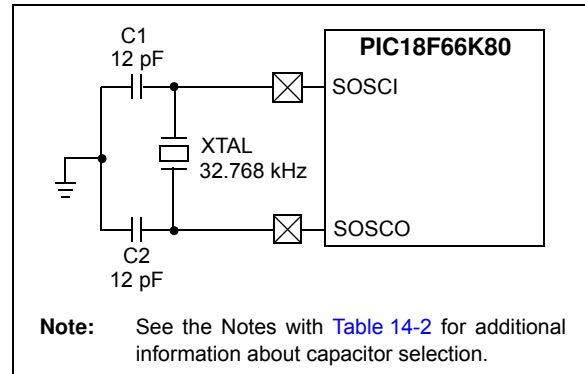 C1
12 pF
PIC18F66K80
SOSCI
XTAL
32.768 kHz
SOSCO
C2
12 pF
Note: See the Notes with Table 14-2 for additional
information about capacitor selection.